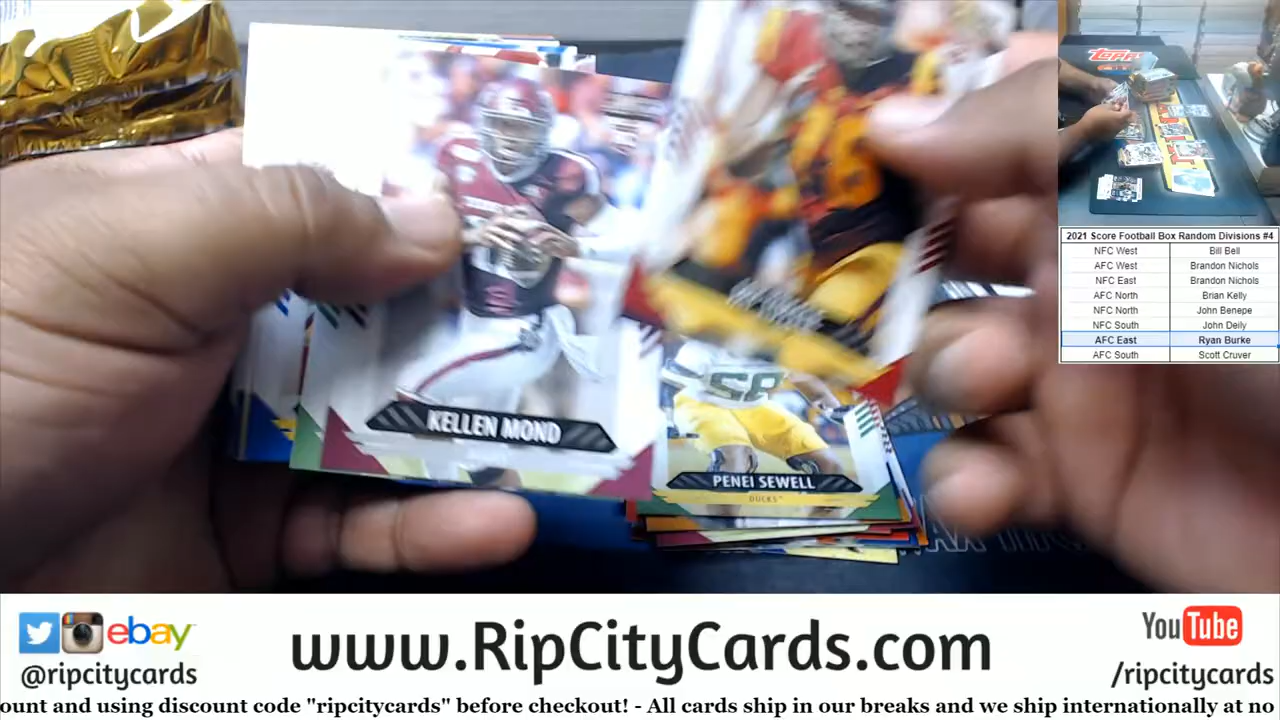 KELLEN MOND
58
PENEI SEWELL
DUCKS
TOPPS
2021 Score Football Box Random Divisions #4
NFC West Bill Bell
AFC West Brandon Nichols
NFC East Brandon Nichols
AFC North Brian Kelly
NFC North John Benepe
NFC South John Deily
AFC East Ryan Burke
AFC South Scott Cruver
ebay
@ripcitycards
www.RipCityCards.com
YouTube
/ripcitycards
ount and using discount code "ripcitycards" before checkout! - All cards ship in our breaks and we ship internationally at no